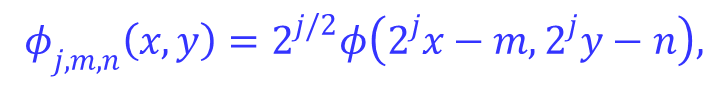 ϕ_{j,m,n}(x, y) = 2^{j/2}ϕ(2^j x − m, 2^j y − n),